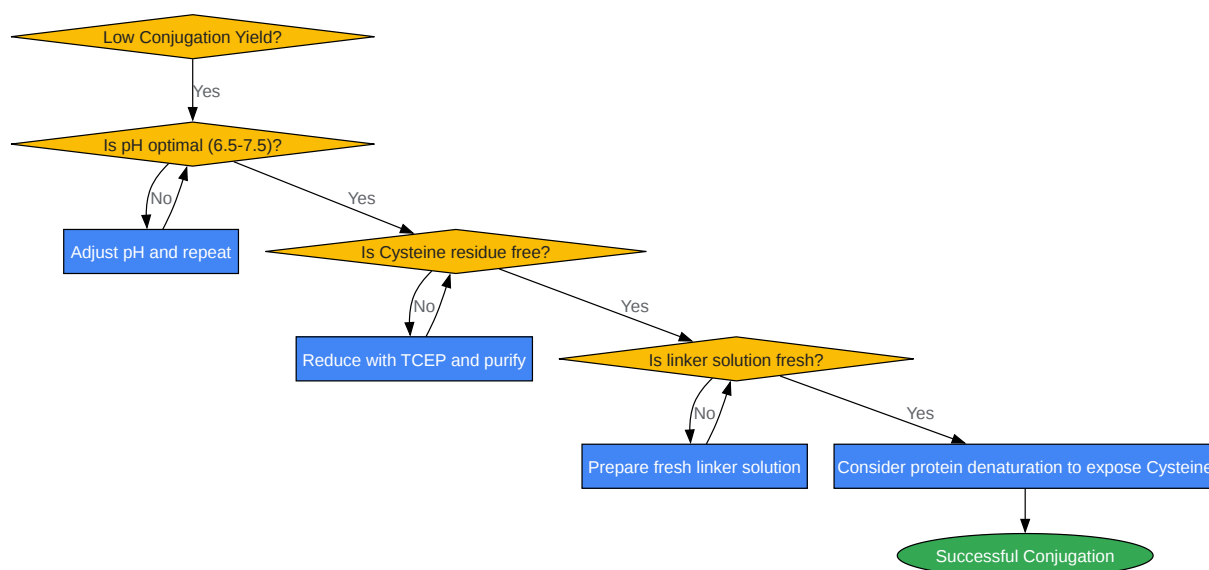 Low Conjugation Yield?
Yes
Is pH optimal (6.5-7.5)?
No
Yes
Adjust pH and repeat
Is Cysteine residue free?
No
Yes
Reduce with TCEP and purify
Is linker solution fresh?
No
Yes
Prepare fresh linker solution
Consider protein denaturation to expose Cysteine
Successful Conjugation